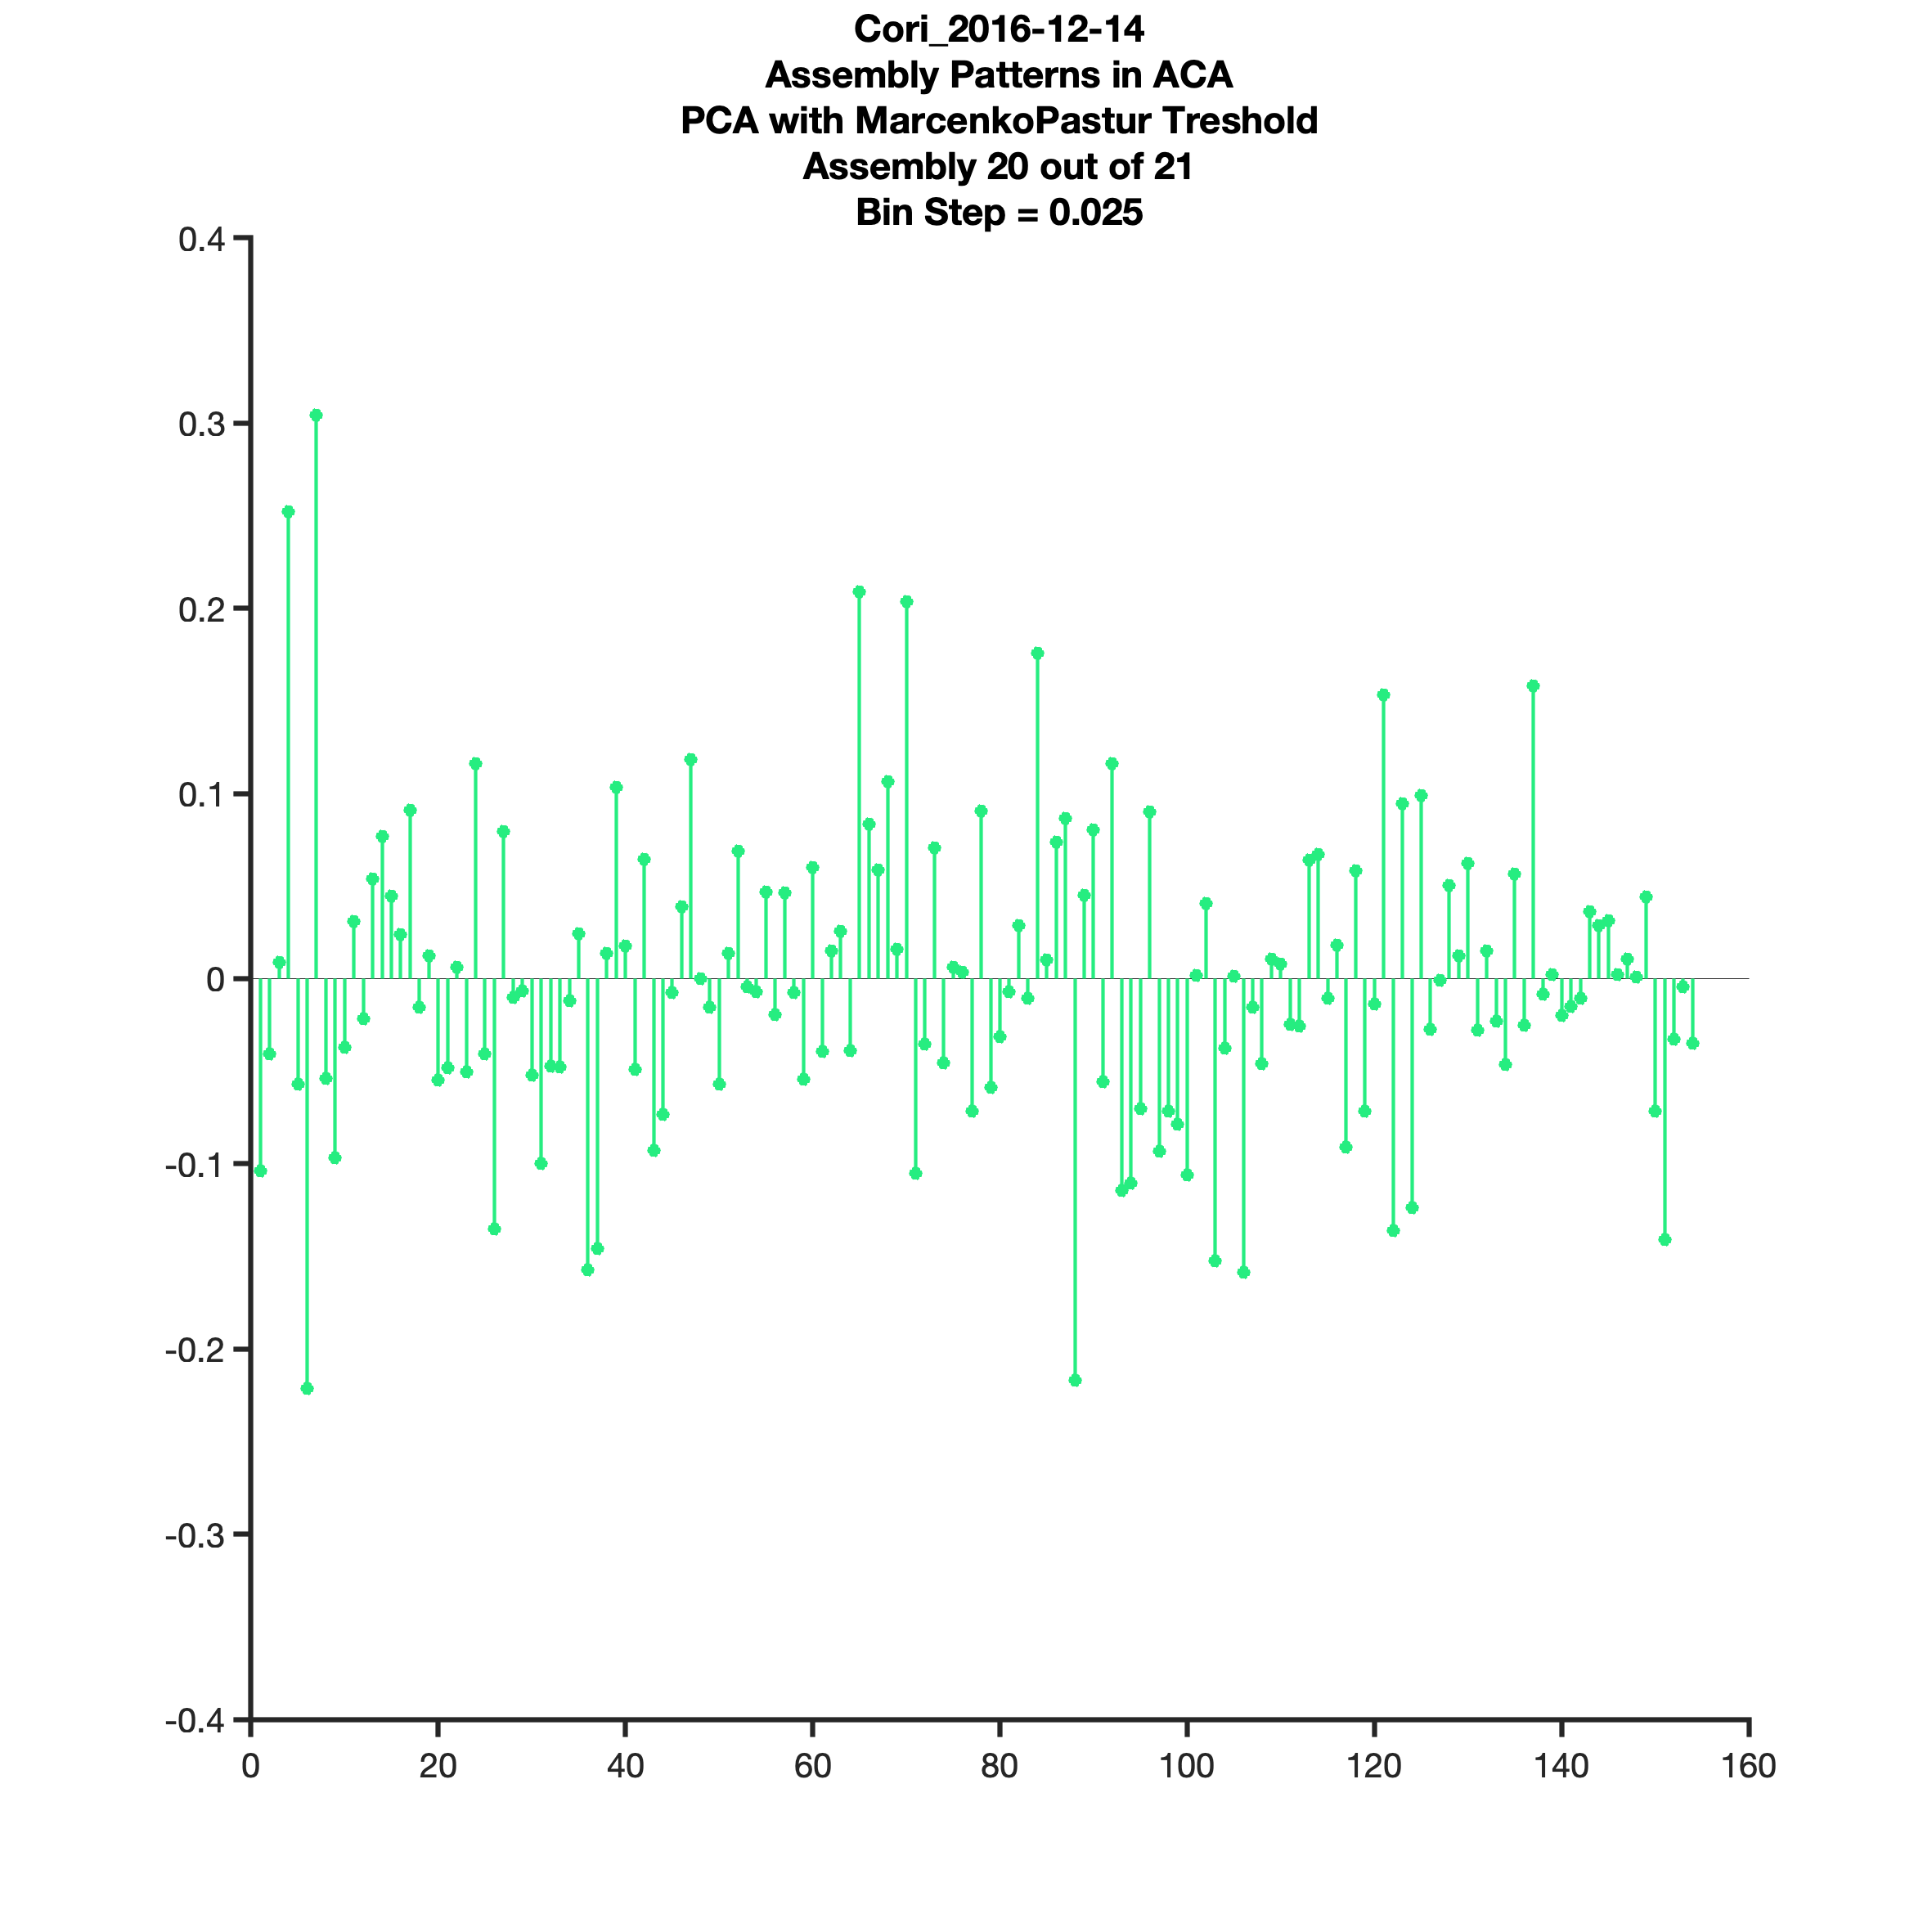 Cori_2016-12-14
Assembly Patterns in ACA
PCA with MarcenkoPastur Treshold
Assembly 20 out of 21
Bin Step = 0.025
0.4
0.3
0.2
0.1
0
-0.1
-0.2
-0.3
-0.4
0 20 40 60 80 100 120 140 160